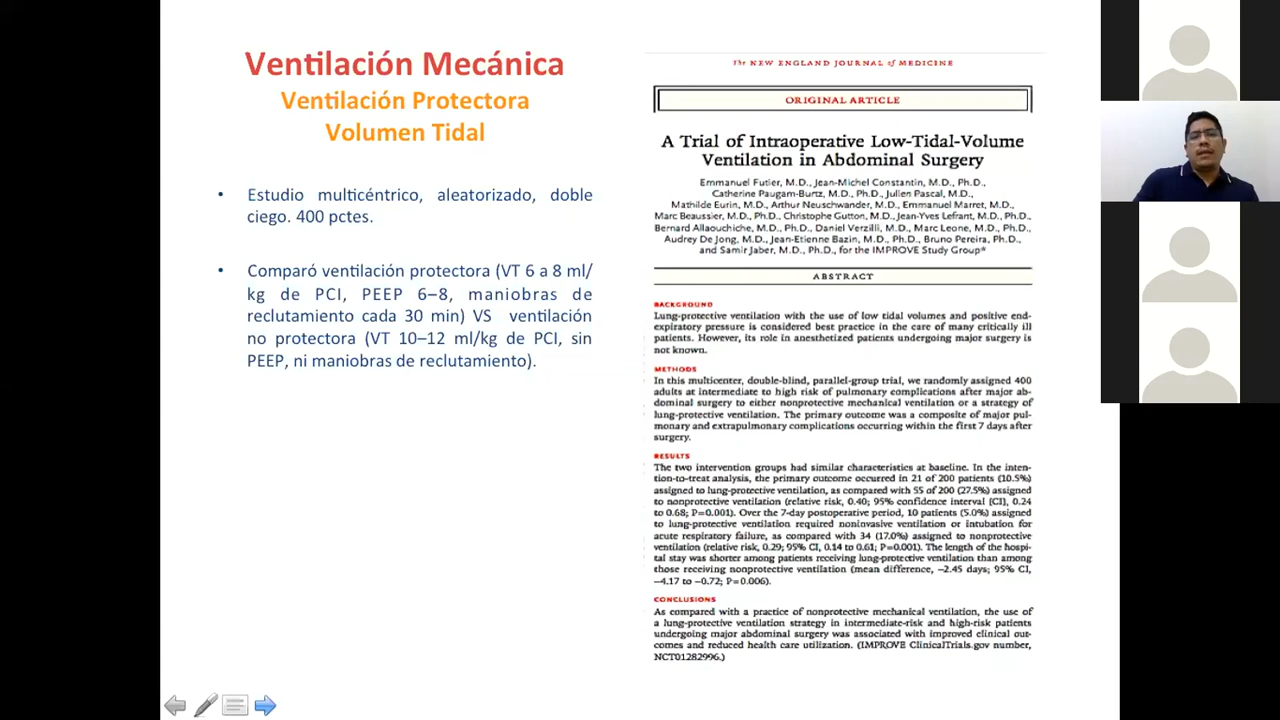 Ventilación Mecánica
Ventilación Protectora
Volumen Tidal
• Estudio multicéntrico, aleatorizado, doble
ciego. 400 pctes.
• Comparó ventilación protectora (VT 6 a 8 ml/
kg de PCI, PEEP 6–8, maniobras de
reclutamiento cada 30 min) VS ventilación
no protectora (VT 10–12 ml/kg de PCI, sin
PEEP, ni maniobras de reclutamiento).
The NEW ENGLAND JOURNAL of MEDICINE
ORIGINAL ARTICLE
A Trial of Intraoperative Low-Tidal-Volume
Ventilation in Abdominal Surgery
Emmanuel Futier, M.D., Jean-Michel Constantin, M.D., Ph.D.,
Catherine Paugam-Burtz, M.D., Ph.D., Julien Pascal, M.D.,
Mathilde Eurin, M.D., Arthur Neuschwander, M.D., Emmanuel Marret, M.D.,
Marc Beaussier, M.D., Ph.D., Christophe Gutton, M.D., Jean-Yves Lefrant, M.D., Ph.D.,
Bernard Allaouchiche, M.D., Ph.D., Daniel Verzilli, M.D., Marc Leone, M.D., Ph.D.,
Audrey De Jong, M.D., Jean-Etienne Bazin, M.D., Ph.D., Bruno Pereira, Ph.D.,
and Samir Jaber, M.D., Ph.D., for the IMPROVE Study Group*
ABSTRACT
BACKGROUND
Lung-protective ventilation with the use of low tidal volumes and positive end-
expiratory pressure is considered best practice in the care of many critically ill
patients. However, its role in anesthetized patients undergoing major surgery is
not known.
METHODS
In this multicenter, double-blind, parallel-group trial, we randomly assigned 400
adults at intermediate to high risk of pulmonary complications after major ab-
dominal surgery to either nonprotective mechanical ventilation or a strategy of
lung-protective ventilation. The primary outcome was a composite of major pul-
monary and extrapulmonary complications occurring within the first 7 days after
surgery.
RESULTS
The two intervention groups had similar characteristics at baseline. In the inten-
tion-to-treat analysis, the primary outcome occurred in 21 of 200 patients (10.5%)
assigned to lung-protective ventilation, as compared with 55 of 200 (27.5%) assigned
to nonprotective ventilation (relative risk, 0.40; 95% confidence interval [CI], 0.24
to 0.68; P=0.001). Over the 7-day postoperative period, 10 patients (5.0%) assigned
to lung-protective ventilation required noninvasive ventilation or intubation for
acute respiratory failure, as compared with 34 (17.0%) assigned to nonprotective
ventilation (relative risk, 0.29; 95% CI, 0.14 to 0.61; P=0.001). The length of the hospi-
tal stay was shorter among patients receiving lung-protective ventilation than among
those receiving nonprotective ventilation (mean difference, −2.45 days; 95% CI,
−4.17 to −0.72; P=0.006).
CONCLUSIONS
As compared with a practice of nonprotective mechanical ventilation, the use of
a lung-protective ventilation strategy in intermediate-risk and high-risk patients
undergoing major abdominal surgery was associated with improved clinical out-
comes and reduced health care utilization. (IMPROVE ClinicalTrials.gov number,
NCT01282996.)